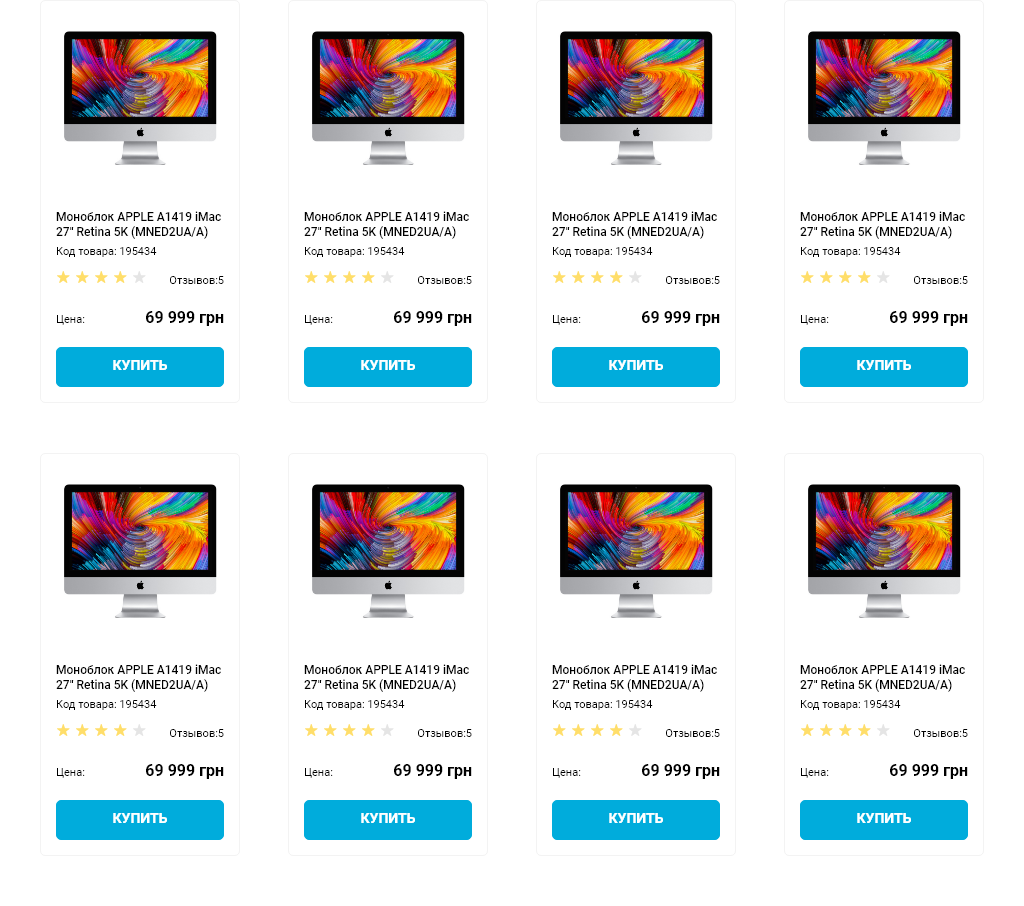 Моноблок APPLE A1419 iMac
27" Retina 5K (MNED2UA/A)
Код товара: 195434
Отзывов:5
Цена: 69 999 грн
КУПИТЬ
Моноблок APPLE A1419 iMac
27" Retina 5K (MNED2UA/A)
Код товара: 195434
Отзывов:5
Цена: 69 999 грн
КУПИТЬ
Моноблок APPLE A1419 iMac
27" Retina 5K (MNED2UA/A)
Код товара: 195434
Отзывов:5
Цена: 69 999 грн
КУПИТЬ
Моноблок APPLE A1419 iMac
27" Retina 5K (MNED2UA/A)
Код товара: 195434
Отзывов:5
Цена: 69 999 грн
КУПИТЬ
Моноблок APPLE A1419 iMac
27" Retina 5K (MNED2UA/A)
Код товара: 195434
Отзывов:5
Цена: 69 999 грн
КУПИТЬ
Моноблок APPLE A1419 iMac
27" Retina 5K (MNED2UA/A)
Код товара: 195434
Отзывов:5
Цена: 69 999 грн
КУПИТЬ
Моноблок APPLE A1419 iMac
27" Retina 5K (MNED2UA/A)
Код товара: 195434
Отзывов:5
Цена: 69 999 грн
КУПИТЬ
Моноблок APPLE A1419 iMac
27" Retina 5K (MNED2UA/A)
Код товара: 195434
Отзывов:5
Цена: 69 999 грн
КУПИТЬ